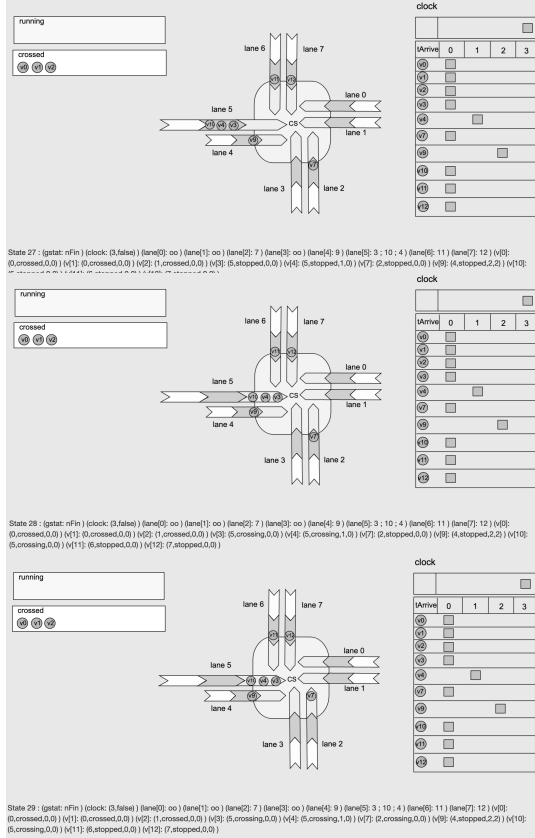 clock
running
crossed
v0 v1 v2
lane 6
lane 7
v11 v12
lane 0
lane 5
v10 v4 v3
CS
lane 1
v9
lane 4
v7
lane 3
lane 2
tArrive 0 1 2 3
v0
v1
v2
v3
v4
v7
v9
v10
v11
v12
State 27 : (gstat: nFin ) (clock: (3,false) ) (lane[0]: oo ) (lane[1]: oo ) (lane[2]: 7 ) (lane[3]: oo ) (lane[4]: 9 ) (lane[5]: 3 ; 10 ; 4 ) (lane[6]: 11 ) (lane[7]: 12 ) (v[0]:
(0,crossed,0,0) ) (v[1]: (0,crossed,0,0) ) (v[2]: (1,crossed,0,0) ) (v[3]: (5,stopped,0,0) ) (v[4]: (5,stopped,1,0) ) (v[7]: (2,stopped,0,0) ) (v[9]: (4,stopped,2,2) ) (v[10]:
clock
running
crossed
v0 v1 v2
lane 6
lane 7
v11 v12
lane 0
lane 5
v10 v4 v3
CS
lane 1
v9
lane 4
v7
lane 3
lane 2
tArrive 0 1 2 3
v0
v1
v2
v3
v4
v7
v9
v10
v11
v12
State 28 : (gstat: nFin ) (clock: (3,false) ) (lane[0]: oo ) (lane[1]: oo ) (lane[2]: 7 ) (lane[3]: oo ) (lane[4]: 9 ) (lane[5]: 3 ; 10 ; 4 ) (lane[6]: 11 ) (lane[7]: 12 ) (v[0]:
(0,crossed,0,0) ) (v[1]: (0,crossed,0,0) ) (v[2]: (1,crossed,0,0) ) (v[3]: (5,crossing,0,0) ) (v[4]: (5,crossing,1,0) ) (v[7]: (2,stopped,0,0) ) (v[9]: (4,stopped,2,2) ) (v[10]:
(5,crossing,0,0) ) (v[11]: (6,stopped,0,0) ) (v[12]: (7,stopped,0,0) )
clock
running
crossed
v0 v1 v2
lane 6
lane 7
v11 v12
lane 0
lane 5
v10 v4 v3
CS
lane 1
v9
v7
lane 4
lane 3
lane 2
tArrive 0 1 2 3
v0
v1
v2
v3
v4
v7
v9
v10
v11
v12
State 29 : (gstat: nFin ) (clock: (3,false) ) (lane[0]: oo ) (lane[1]: oo ) (lane[2]: 7 ) (lane[3]: oo ) (lane[4]: 9 ) (lane[5]: 3 ; 10 ; 4 ) (lane[6]: 11 ) (lane[7]: 12 ) (v[0]:
(0,crossed,0,0) ) (v[1]: (0,crossed,0,0) ) (v[2]: (1,crossed,0,0) ) (v[3]: (5,crossing,0,0) ) (v[4]: (5,crossing,1,0) ) (v[7]: (2,crossing,0,0) ) (v[9]: (4,stopped,2,2) ) (v[10]:
(5,crossing,0,0) ) (v[11]: (6,stopped,0,0) ) (v[12]: (7,stopped,0,0) )